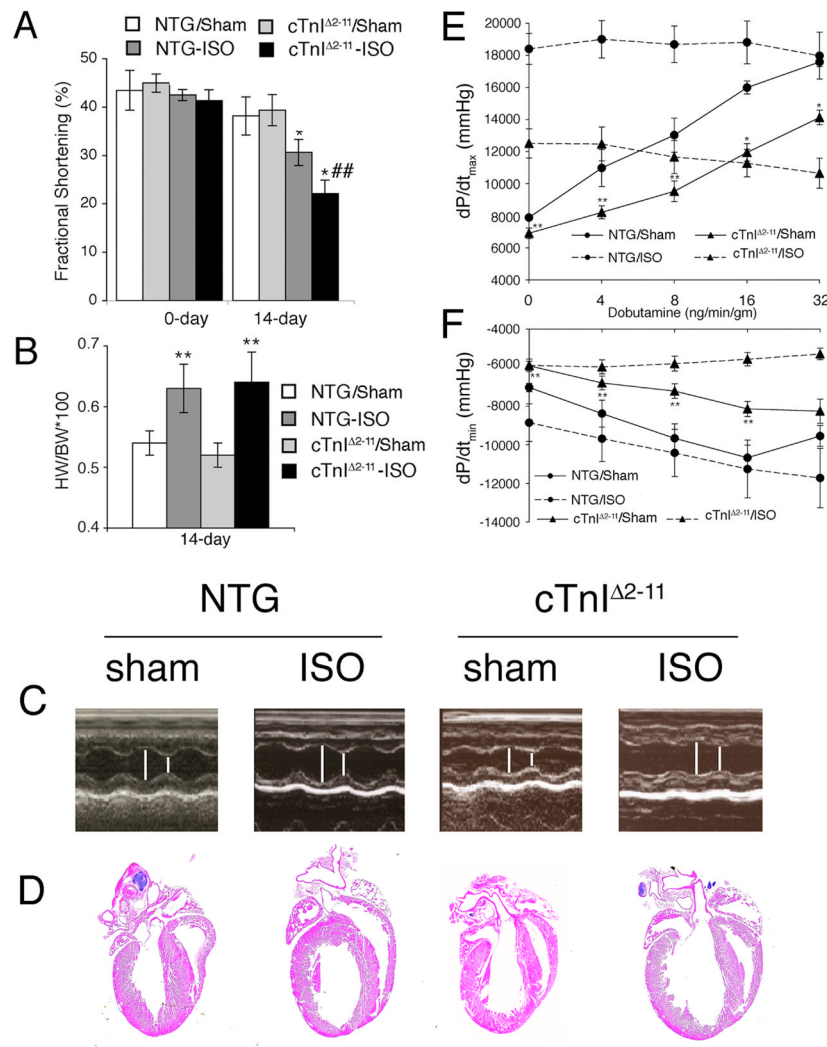 A
NTG/Sham cTnIΔ2-11/Sham
NTG-ISO cTnIΔ2-11-ISO
Fractional Shortening (%)
50
40
30
20
10
0
*
*##
0-day 14-day
B
HW/BW*100
0.7
0.6
0.5
0.4
**
**
NTG/Sham
NTG-ISO
cTnIΔ2-11/Sham
cTnIΔ2-11-ISO
14-day
E
dP/dtmax (mmHg)
20000
18000
16000
14000
12000
10000
8000
6000
4000
**
**
**
*
*
NTG/Sham cTnIΔ2-11/Sham
NTG/ISO cTnIΔ2-11/ISO
0 4 8 16 32
Dobutamine (ng/min/gm)
F
dP/dtmin (mmHg)
-4000
-6000
-8000
-10000
-12000
-14000
**
**
**
**
NTG/Sham
NTG/ISO
cTnIΔ2-11/Sham cTnIΔ2-11/ISO
NTG cTnIΔ2-11
sham ISO sham ISO
C
D